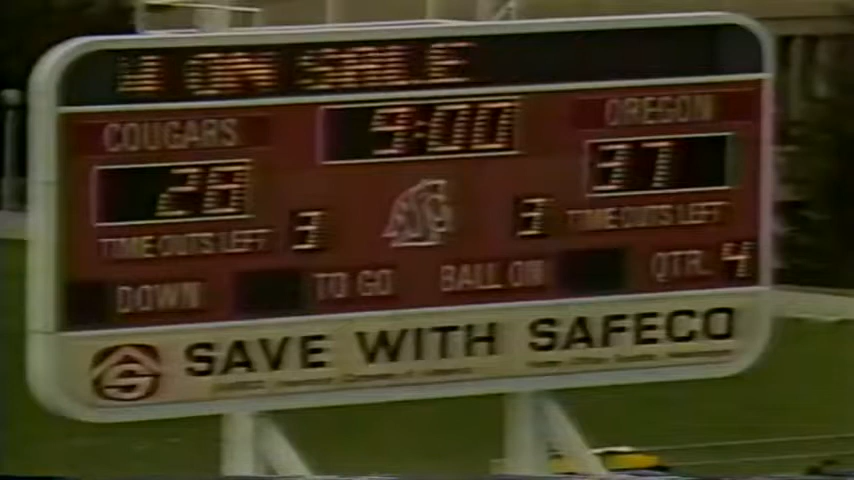 ON SALE
COUGARS 9:00 OREGON
28 37
TIME OUTS LEFT 3 3 TIME OUTS LEFT
DOWN TO GO BALL ON QTR. 4
SAVE WITH SAFECO